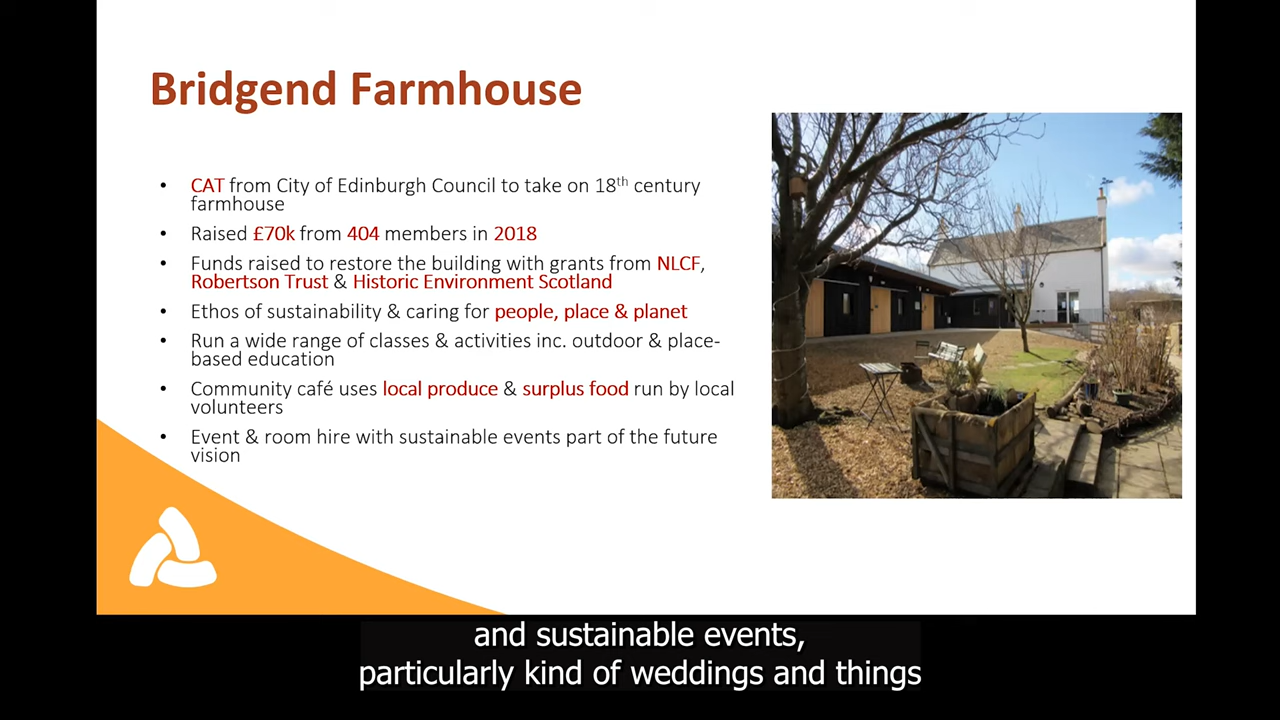 Bridgend Farmhouse
• CAT from City of Edinburgh Council to take on 18th century
farmhouse
• Raised £70k from 404 members in 2018
• Funds raised to restore the building with grants from NLCF,
Robertson Trust & Historic Environment Scotland
• Ethos of sustainability & caring for people, place & planet
• Run a wide range of classes & activities inc. outdoor & place-
based education
• Community café uses local produce & surplus food run by local
volunteers
• Event & room hire with sustainable events part of the future
vision
and sustainable events,
particularly kind of weddings and things